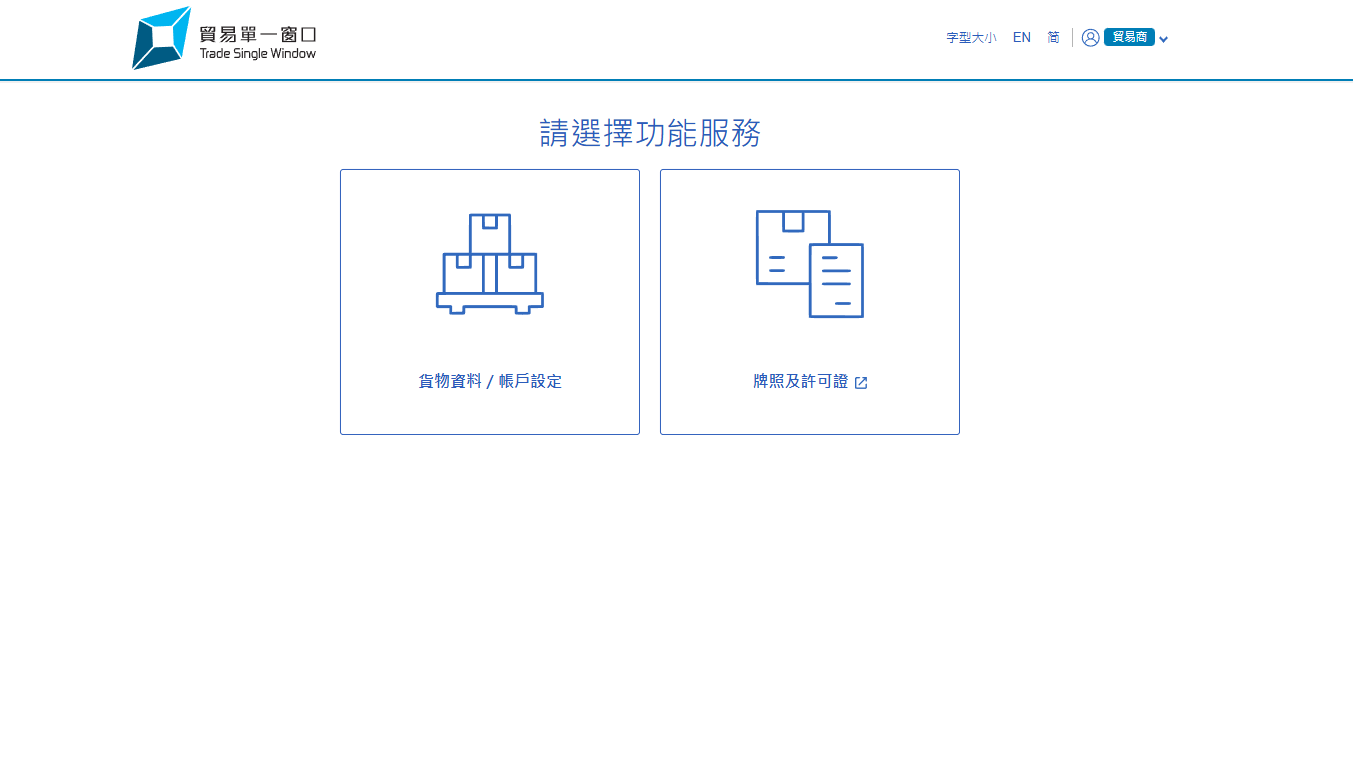 貿易單一窗口
Trade Single Window
字型大小 EN 简 貿易商
請選擇功能服務
貨物資料 / 帳戶設定
牌照及許可證